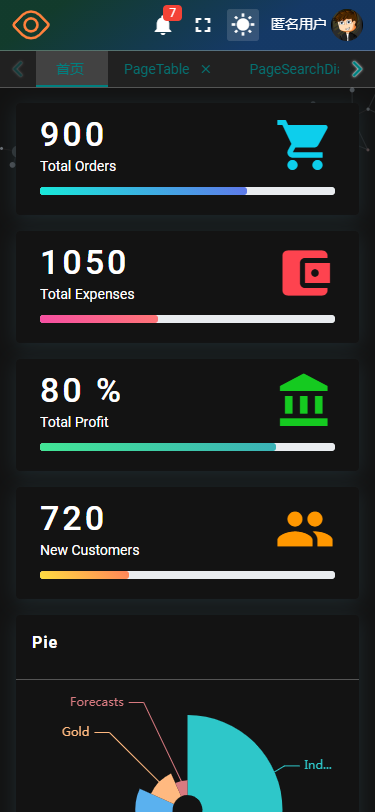 7
匿名用户
首页 PageTable PageSearchDia
900
Total Orders
1050
Total Expenses
80 %
Total Profit
720
New Customers
Pie
Forecasts
Gold
Ind...